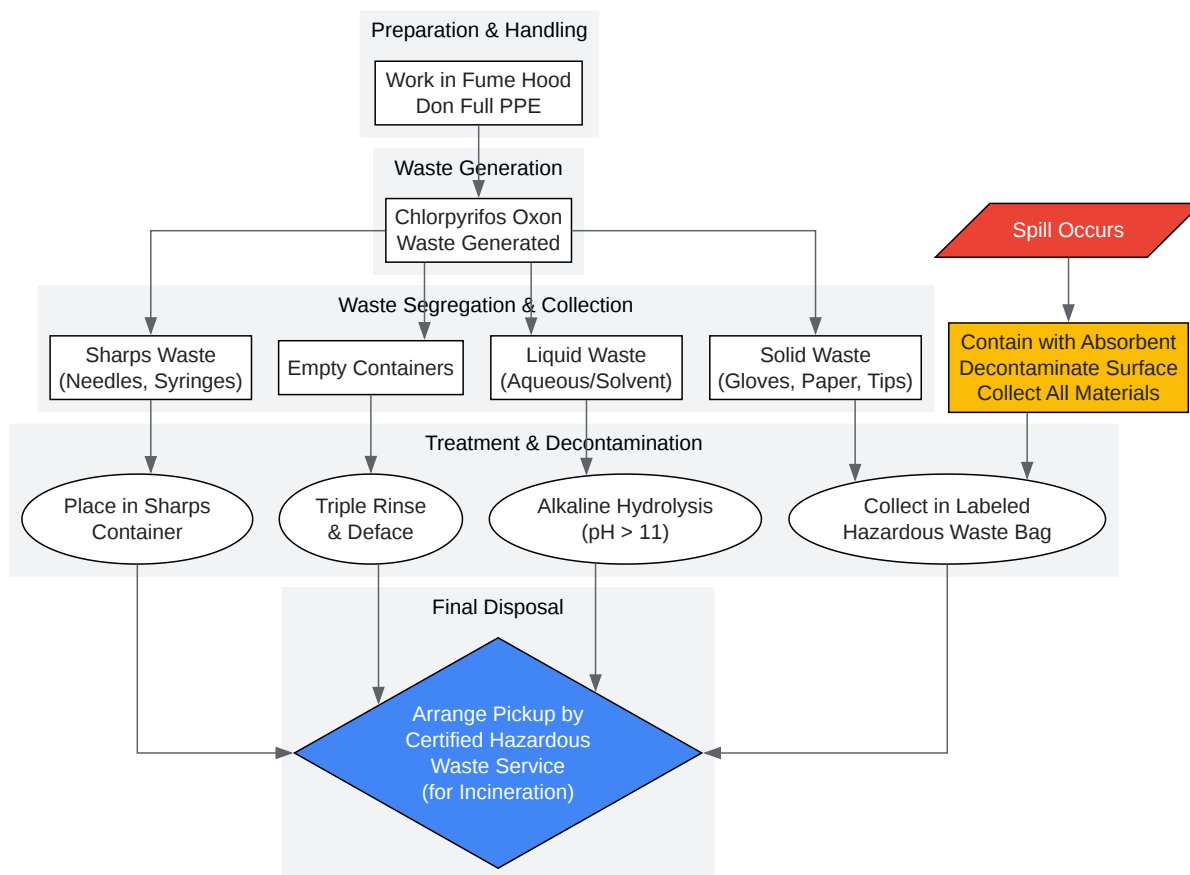 Preparation & Handling
Work in Fume Hood
Don Full PPE
Waste Generation
Chlorpyrifos Oxon
Waste Generated
Spill Occurs
Waste Segregation & Collection
Sharps Waste
(Needles, Syringes)
Empty Containers
Liquid Waste
(Aqueous/Solvent)
Solid Waste
(Gloves, Paper, Tips)
Contain with Absorbent
Decontaminate Surface
Collect All Materials
Treatment & Decontamination
Place in Sharps
Container
Triple Rinse
& Deface
Alkaline Hydrolysis
(pH > 11)
Collect in Labeled
Hazardous Waste Bag
Final Disposal
Arrange Pickup by
Certified Hazardous
Waste Service
(for Incineration)